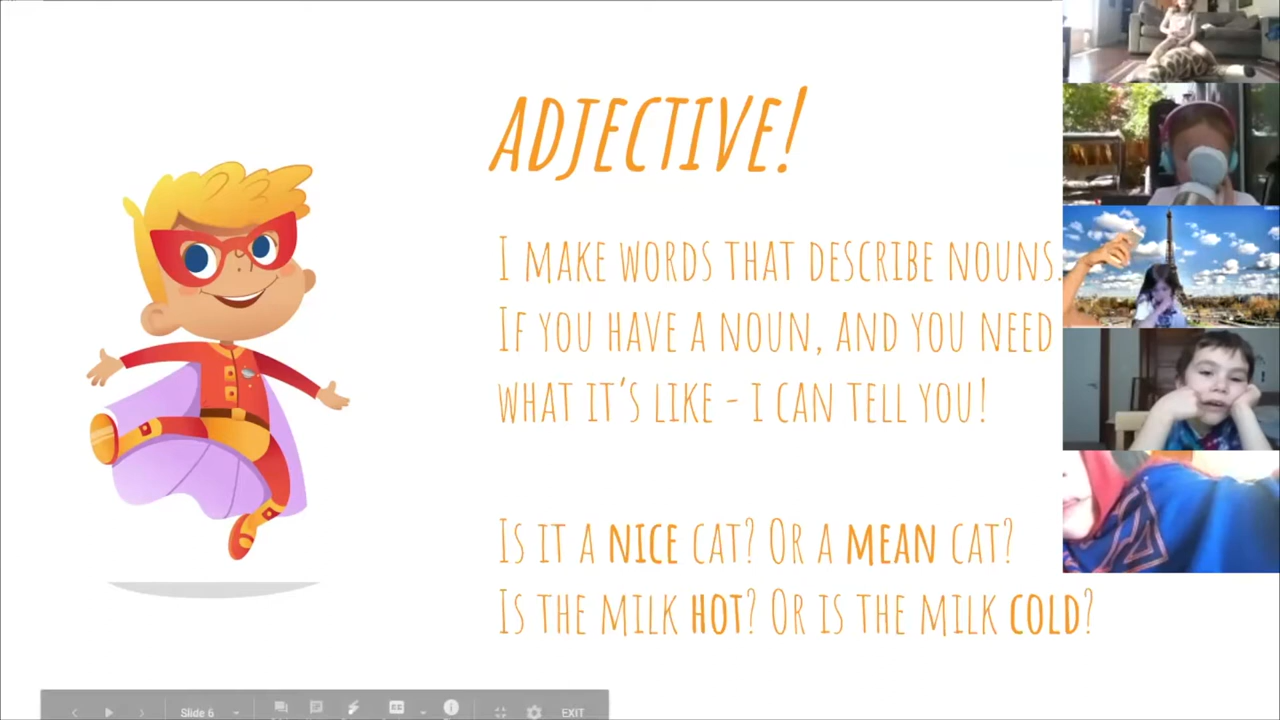 ADJECTIVE!
I MAKE WORDS THAT DESCRIBE NOUNS.
IF YOU HAVE A NOUN, AND YOU NEED
WHAT IT'S LIKE - I CAN TELL YOU!
IS IT A NICE CAT? OR A MEAN CAT?
IS THE MILK HOT? OR IS THE MILK COLD?
Slide 6
EXIT